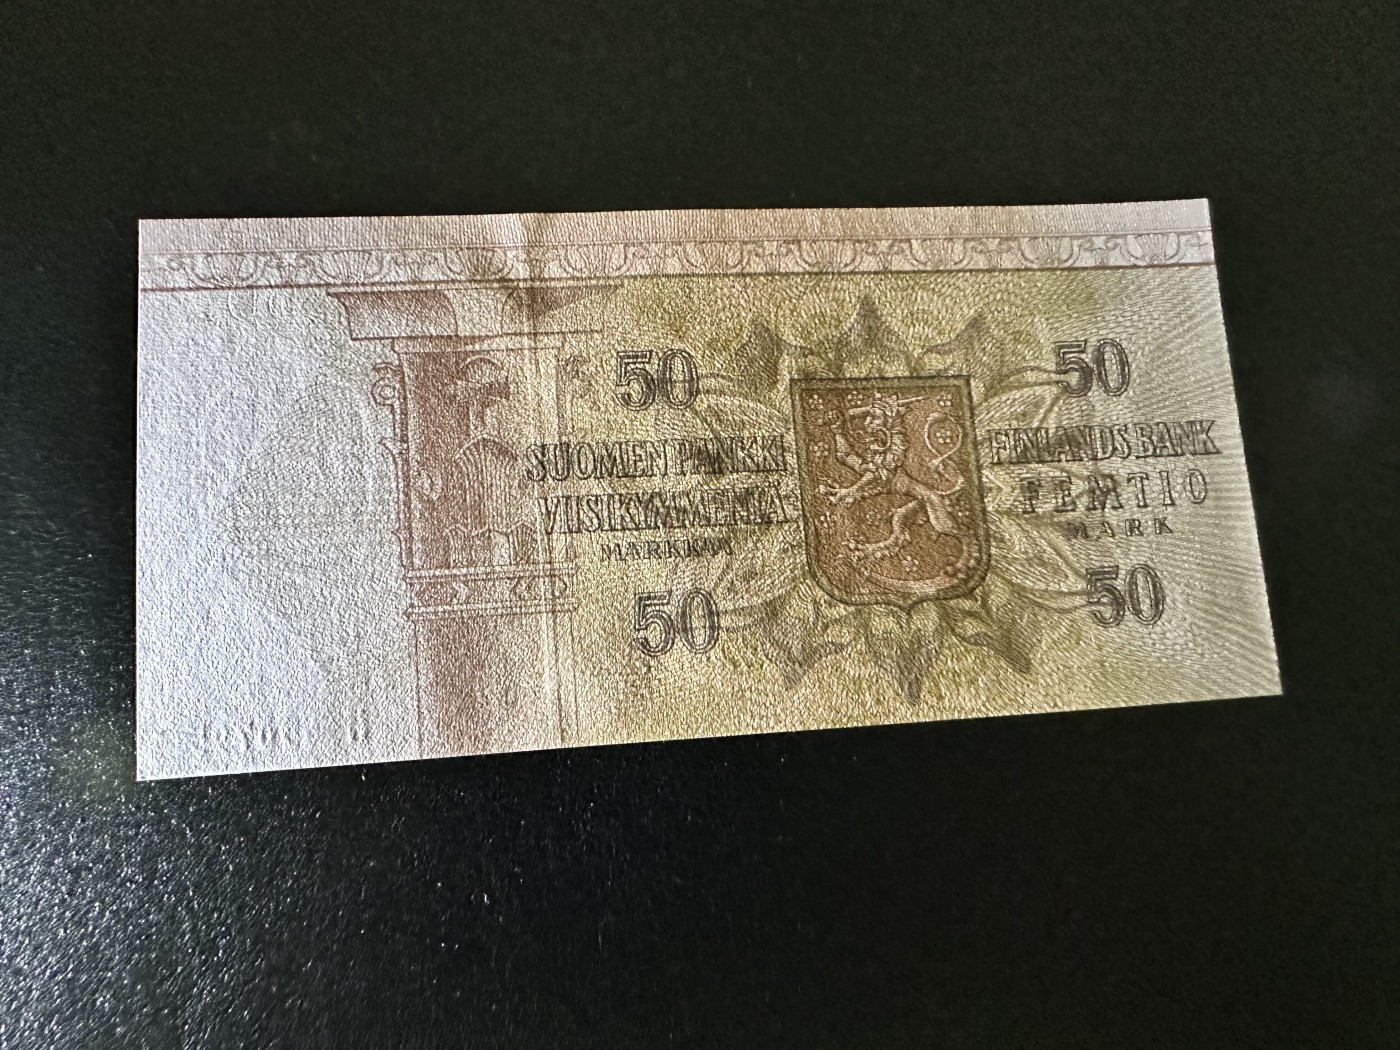 50
50
SUOMEN PANKKI
VIISIKYMMENTÄ
MARKKAA
FINLANDS BANK
FEMTIO
MARK
50
50